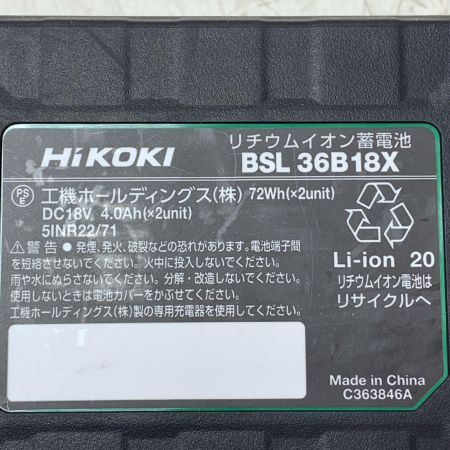 HiKOKI
リチウムイオン蓄電池
BSL 36B18X
PS E 工機ホールディングス(株) 72Wh(×2unit)
DC18V 4.0Ah(×2unit)
5INR22/71
⚠警告 ● 発煙、発火、破裂などの恐れがあります。電池端子間
を短絡させないでください。火中に投入しないでください。
雨や水にぬらさないでください。分解・改造しないでください。
使用しないときは電池カバーをかぶせてください。
工機ホールディングス(株)製の専用充電器を使用してください。
Li-ion 20
リチウムイオン電池は
リサイクルへ
Made in China
C363846A